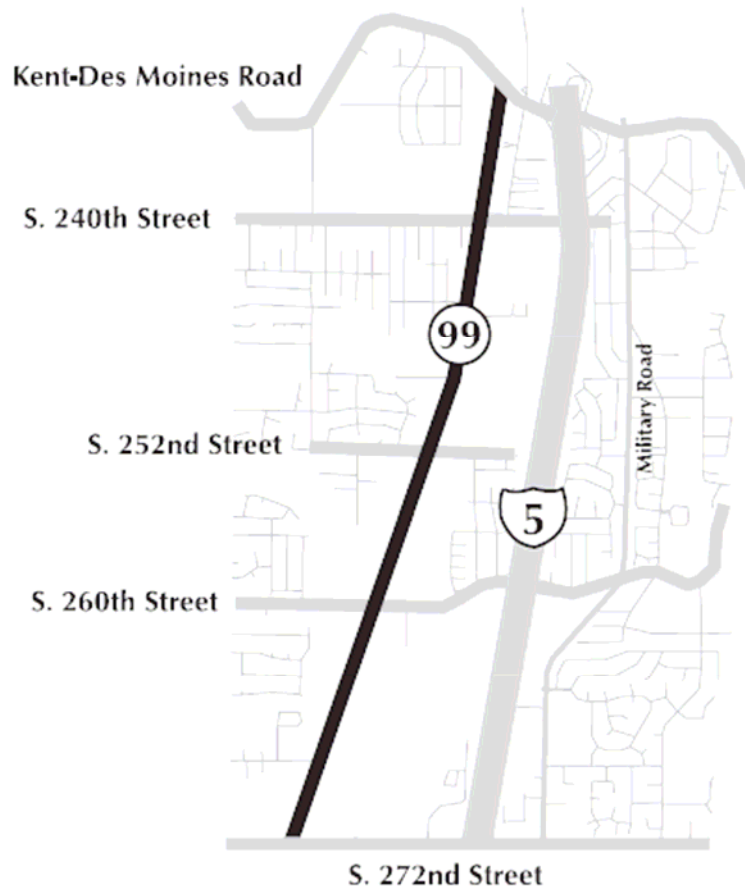 Kent-Des Moines Road
S. 240th Street
99
Military Road
S. 252nd Street
5
S. 260th Street
S. 272nd Street